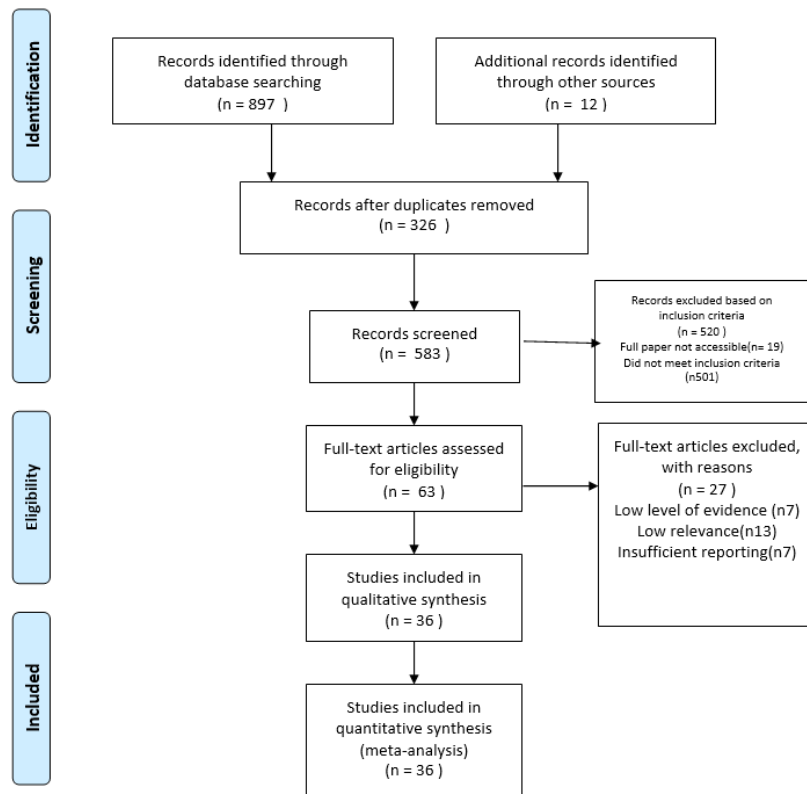 Identification
Records identified through
database searching
(n = 897  )
Additional records identified
through other sources
(n =  12  )
Records after duplicates removed
(n = 326  )
Screening
Records screened
(n =  583 )
Records excluded based on
inclusion criteria
(n = 520 )
Full paper not accessible(n= 19)
Did not meet inclusion criteria
(n501)
Eligibility
Full-text articles assessed
for eligibility
(n =  63 )
Full-text articles excluded,
with reasons
(n = 27 )
Low level of evidence (n7)
Low relevance(n13)
Insufficient reporting(n7)
Studies included in
qualitative synthesis
(n = 36 )
Included
Studies included in
quantitative synthesis
(meta-analysis)
(n = 36 )